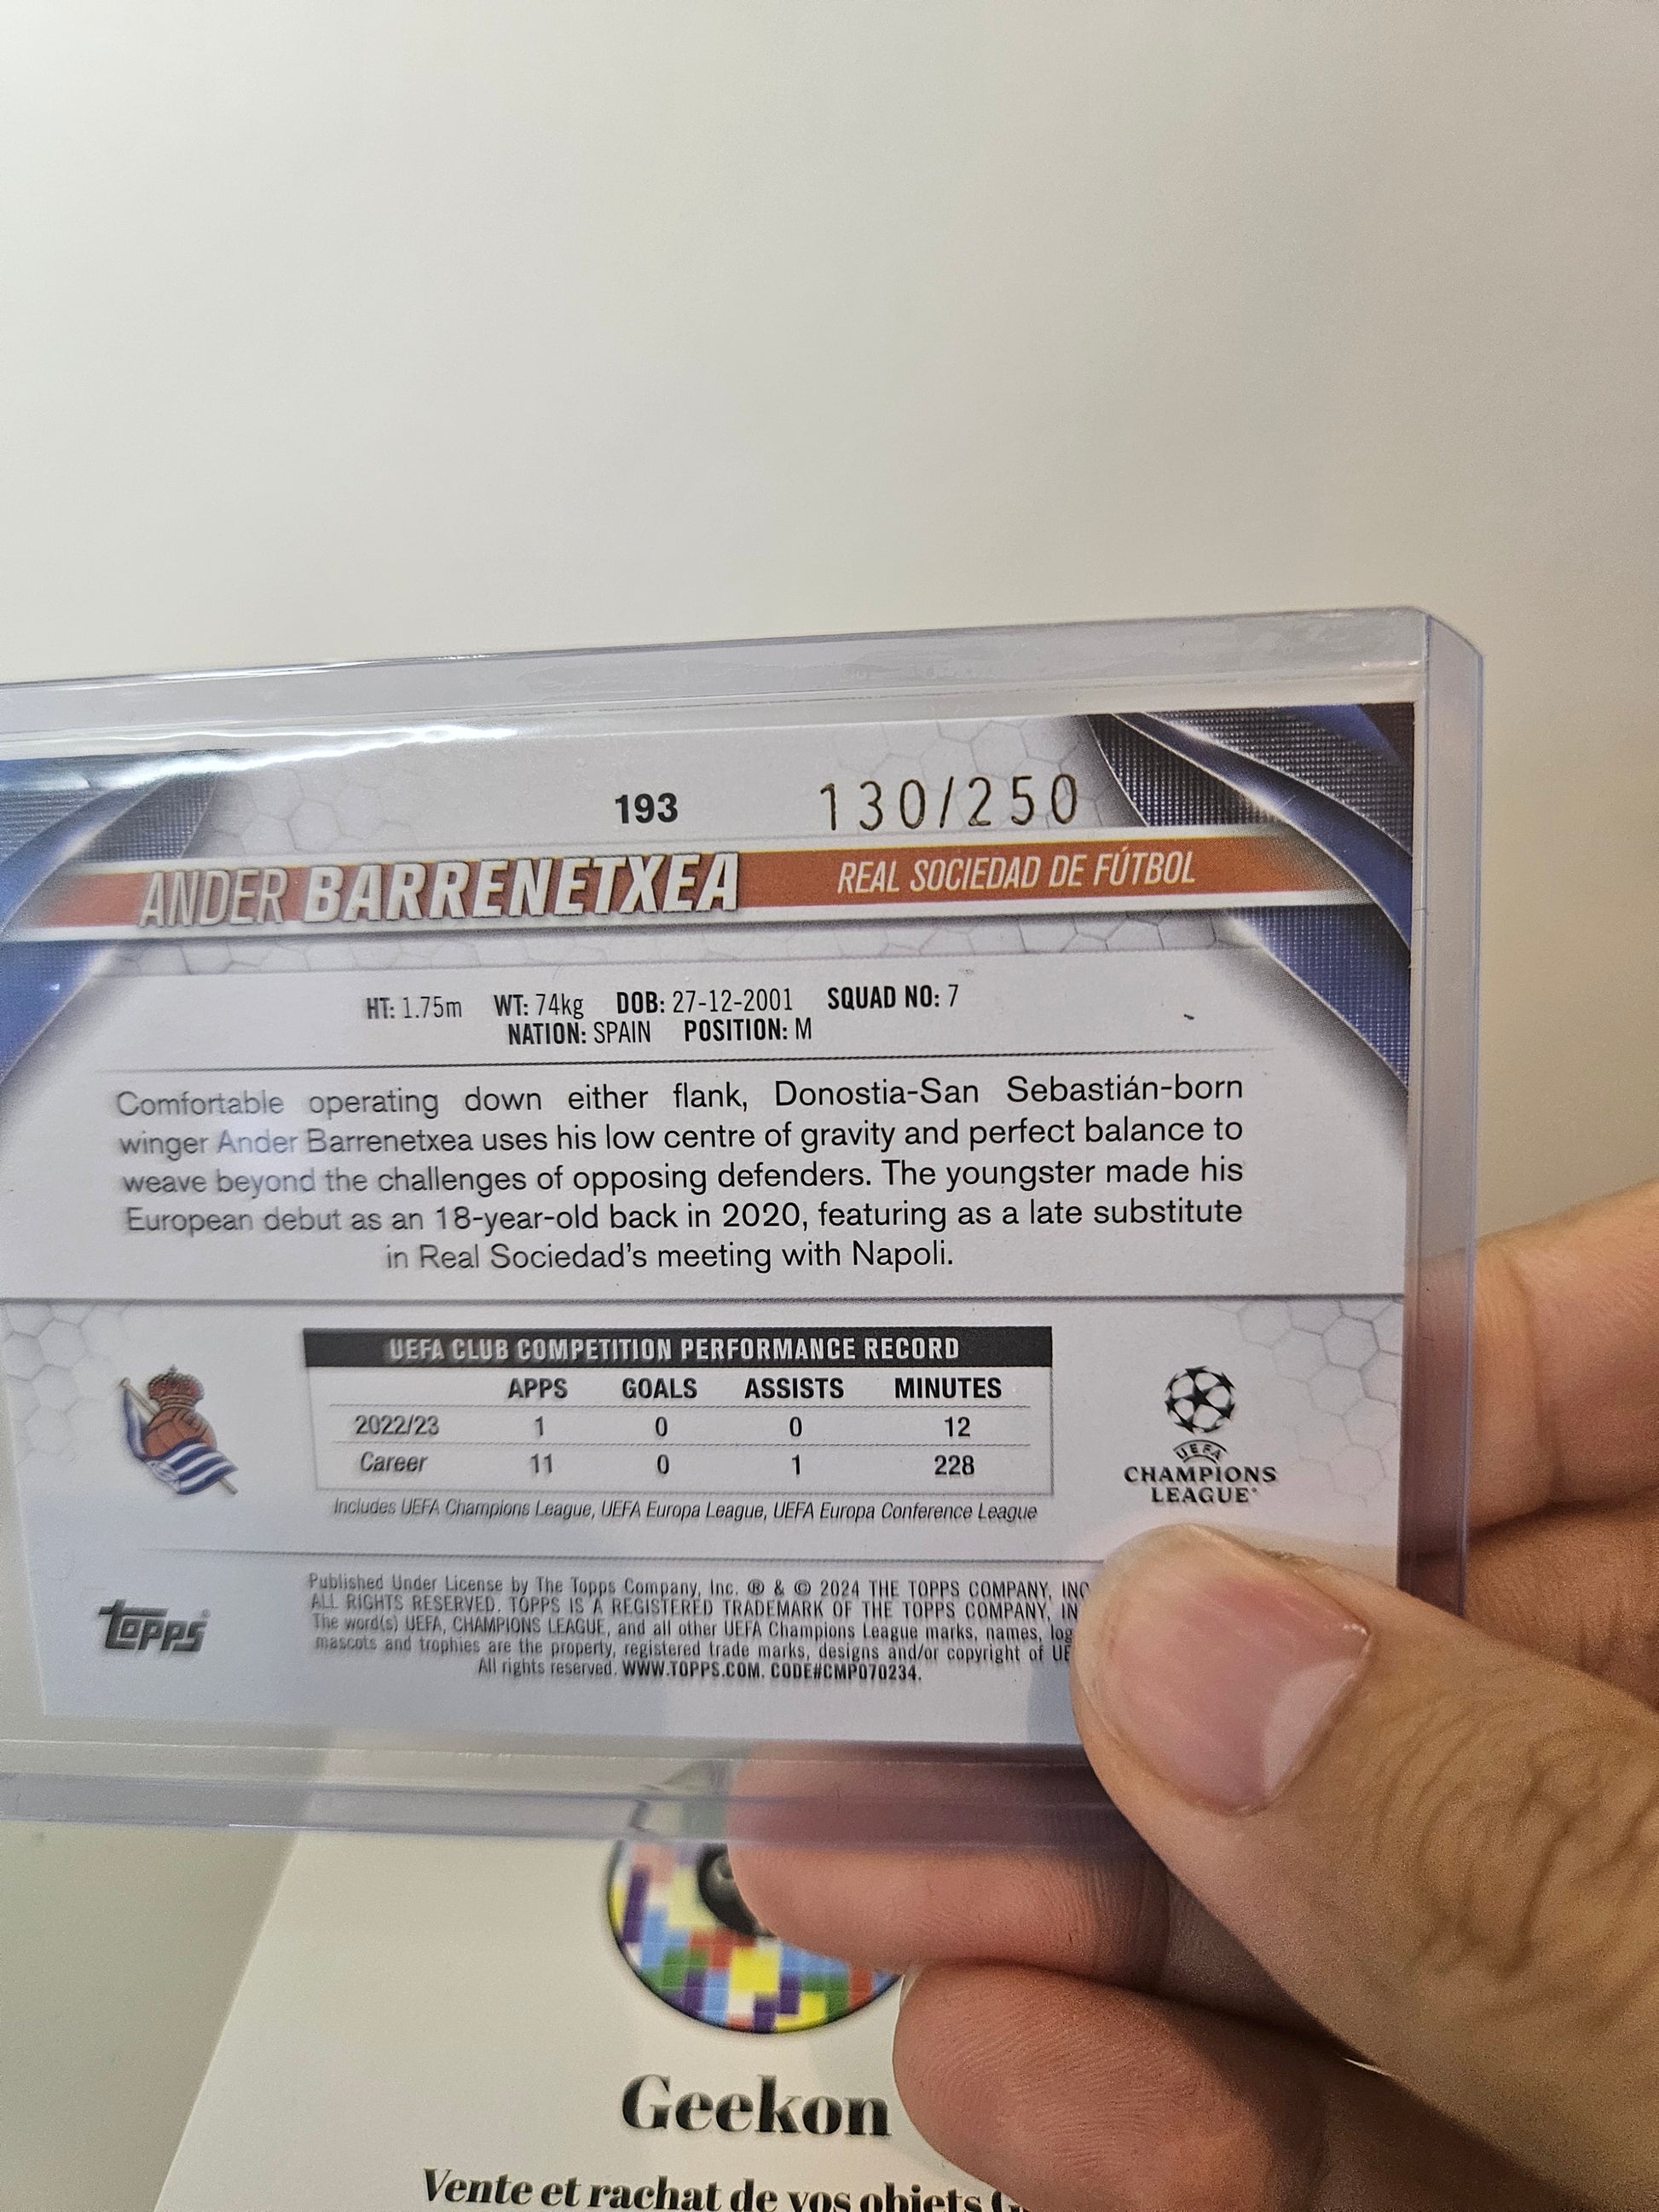 193 130/250
ANDER BARRENETXEA REAL SOCIEDAD DE FÚTBOL
HT: 1.75m WT: 74kg DOB: 27-12-2001 SQUAD NO: 7
NATION: SPAIN POSITION: M
Comfortable operating down either flank, Donostia-San Sebastián-born
winger Ander Barrenetxea uses his low centre of gravity and perfect balance to
weave beyond the challenges of opposing defenders. The youngster made his
European debut as an 18-year-old back in 2020, featuring as a late substitute
in Real Sociedad's meeting with Napoli.
UEFA CLUB COMPETITION PERFORMANCE RECORD
APPS GOALS ASSISTS MINUTES
2022/23 1 0 0 12
Career 11 0 1 228
Includes UEFA Champions League, UEFA Europa League, UEFA Europa Conference League
UEFA
CHAMPIONS
LEAGUE®
topps®
Published Under License by The Topps Company, Inc. ® & © 2024 THE TOPPS COMPANY, INC
ALL RIGHTS RESERVED. TOPPS IS A REGISTERED TRADEMARK OF THE TOPPS COMPANY, IN
The word(s) UEFA, CHAMPIONS LEAGUE, and all other UEFA Champions League marks, names, log
mascots and trophies are the property, registered trade marks, designs and/or copyright of UE
All rights reserved. WWW.TOPPS.COM. CODE#CMP070234.
Geekon
Vente et rachat de vos objets